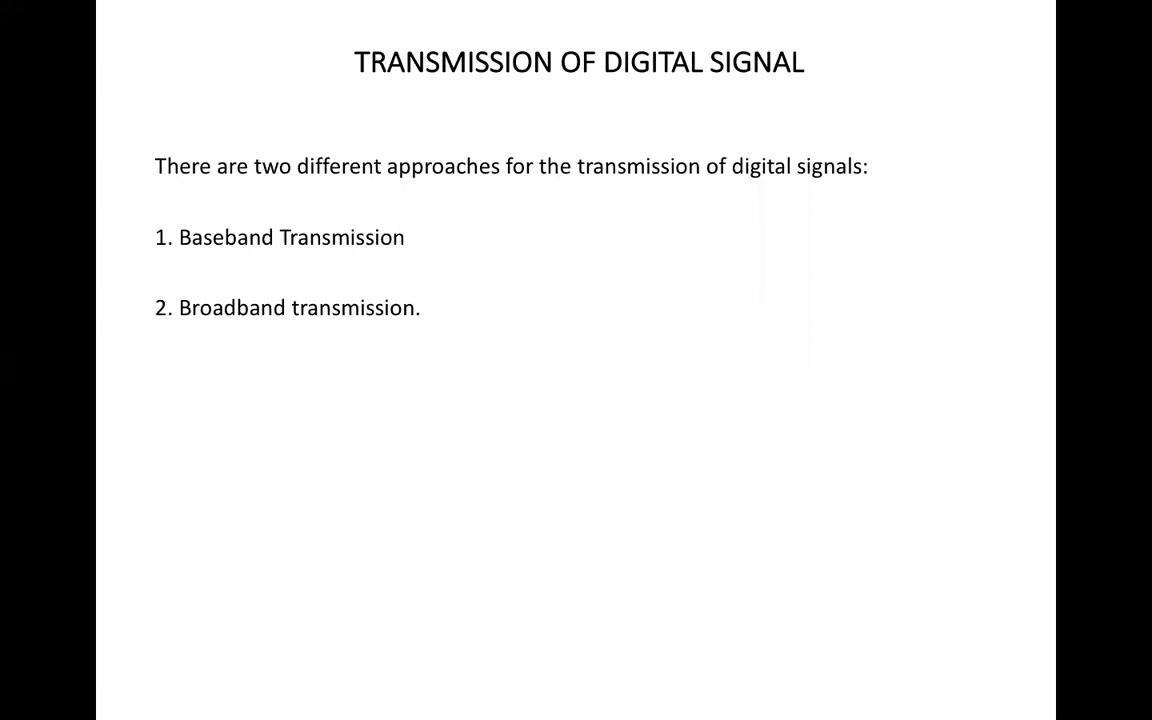 TRANSMISSION OF DIGITAL SIGNAL
There are two different approaches for the transmission of digital signals:
1. Baseband Transmission
2. Broadband transmission.